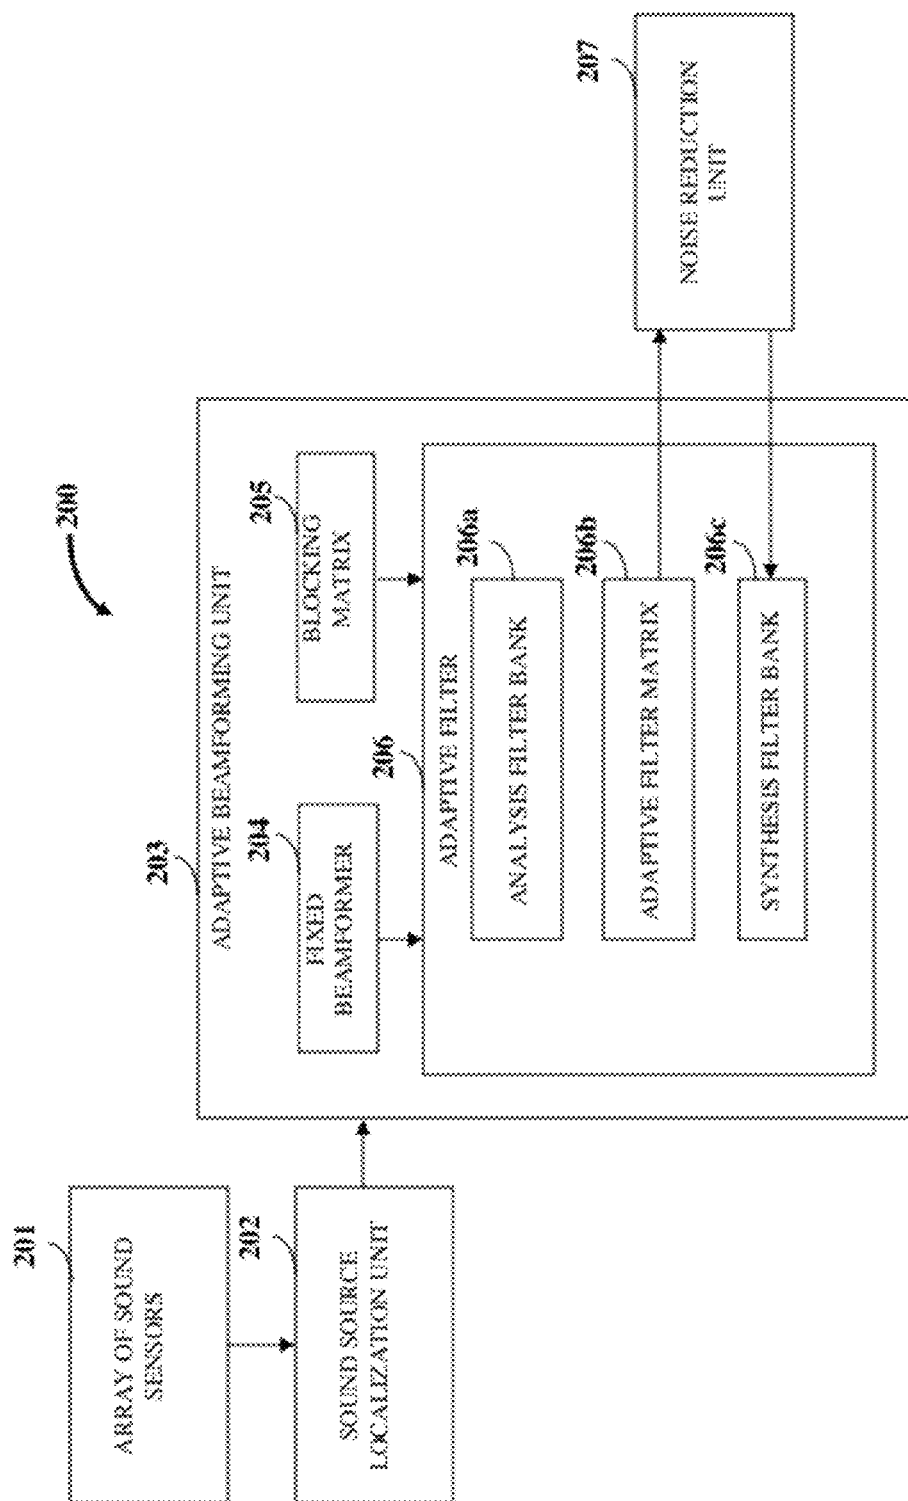 200
201
ARRAY OF SOUND
SENSORS
202
SOUND SOURCE
LOCALIZATION UNIT
203
ADAPTIVE BEAMFORMING UNIT
204
FIXED
BEAMFORMER
205
BLOCKING
MATRIX
206
ADAPTIVE FILTER
206a
ANALYSIS FILTER BANK
206b
ADAPTIVE FILTER MATRIX
206c
SYNTHESIS FILTER BANK
207
NOISE REDUCTION
UNIT